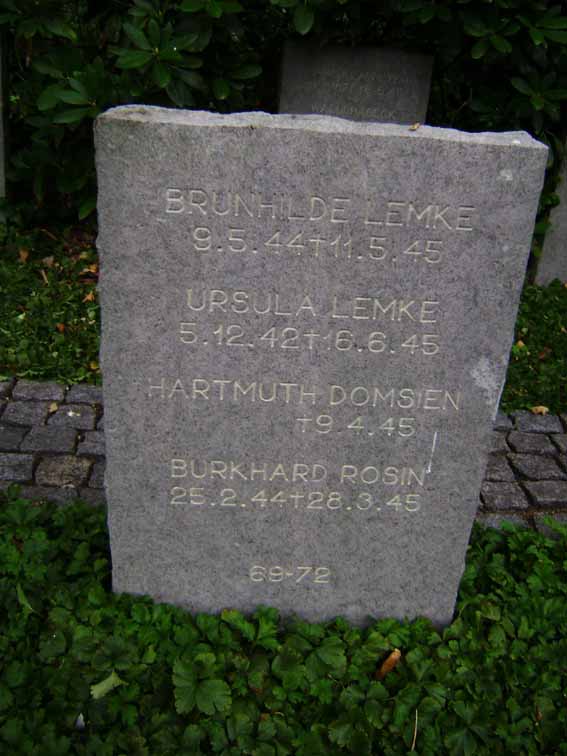 BRUNHILDE LEMKE
9.5.44†11.5.45
URSULA LEMKE
5.12.42†16.6.45
HARTMUTH DOMSIEN
†9.4.45
BURKHARD ROSIN
25.2.44†28.3.45
69-72